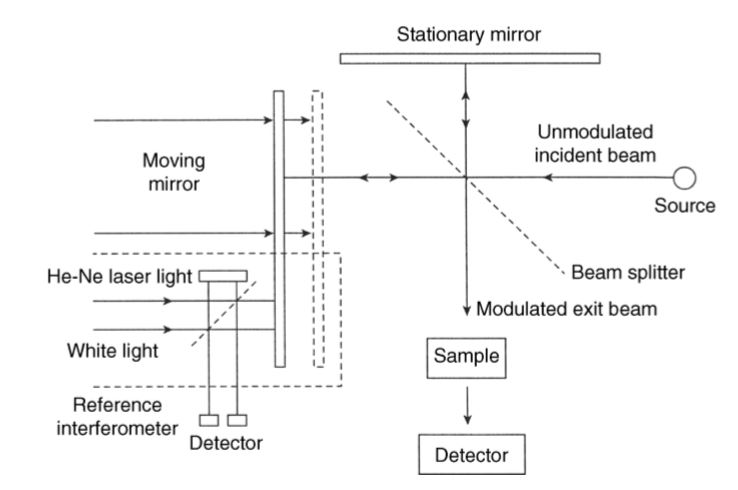 Stationary mirror
Unmodulated
incident beam
Moving
mirror
Source
Beam splitter
He-Ne laser light
Modulated exit beam
White light
Sample
Reference
interferometer
Detector
Detector